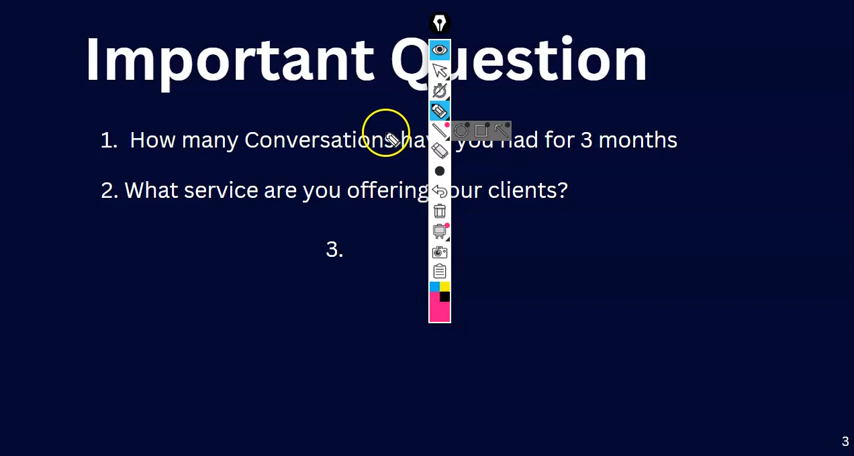 Important Question
1. How many Conversations have you had for 3 months
2. What service are you offering your clients?
3.
3